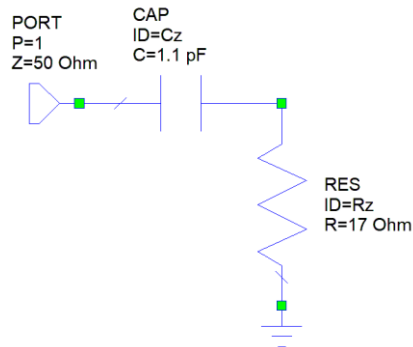 PORT
P=1
Z=50 Ohm
CAP
ID=Cz
C=1.1 pF
RES
ID=Rz
R=17 Ohm